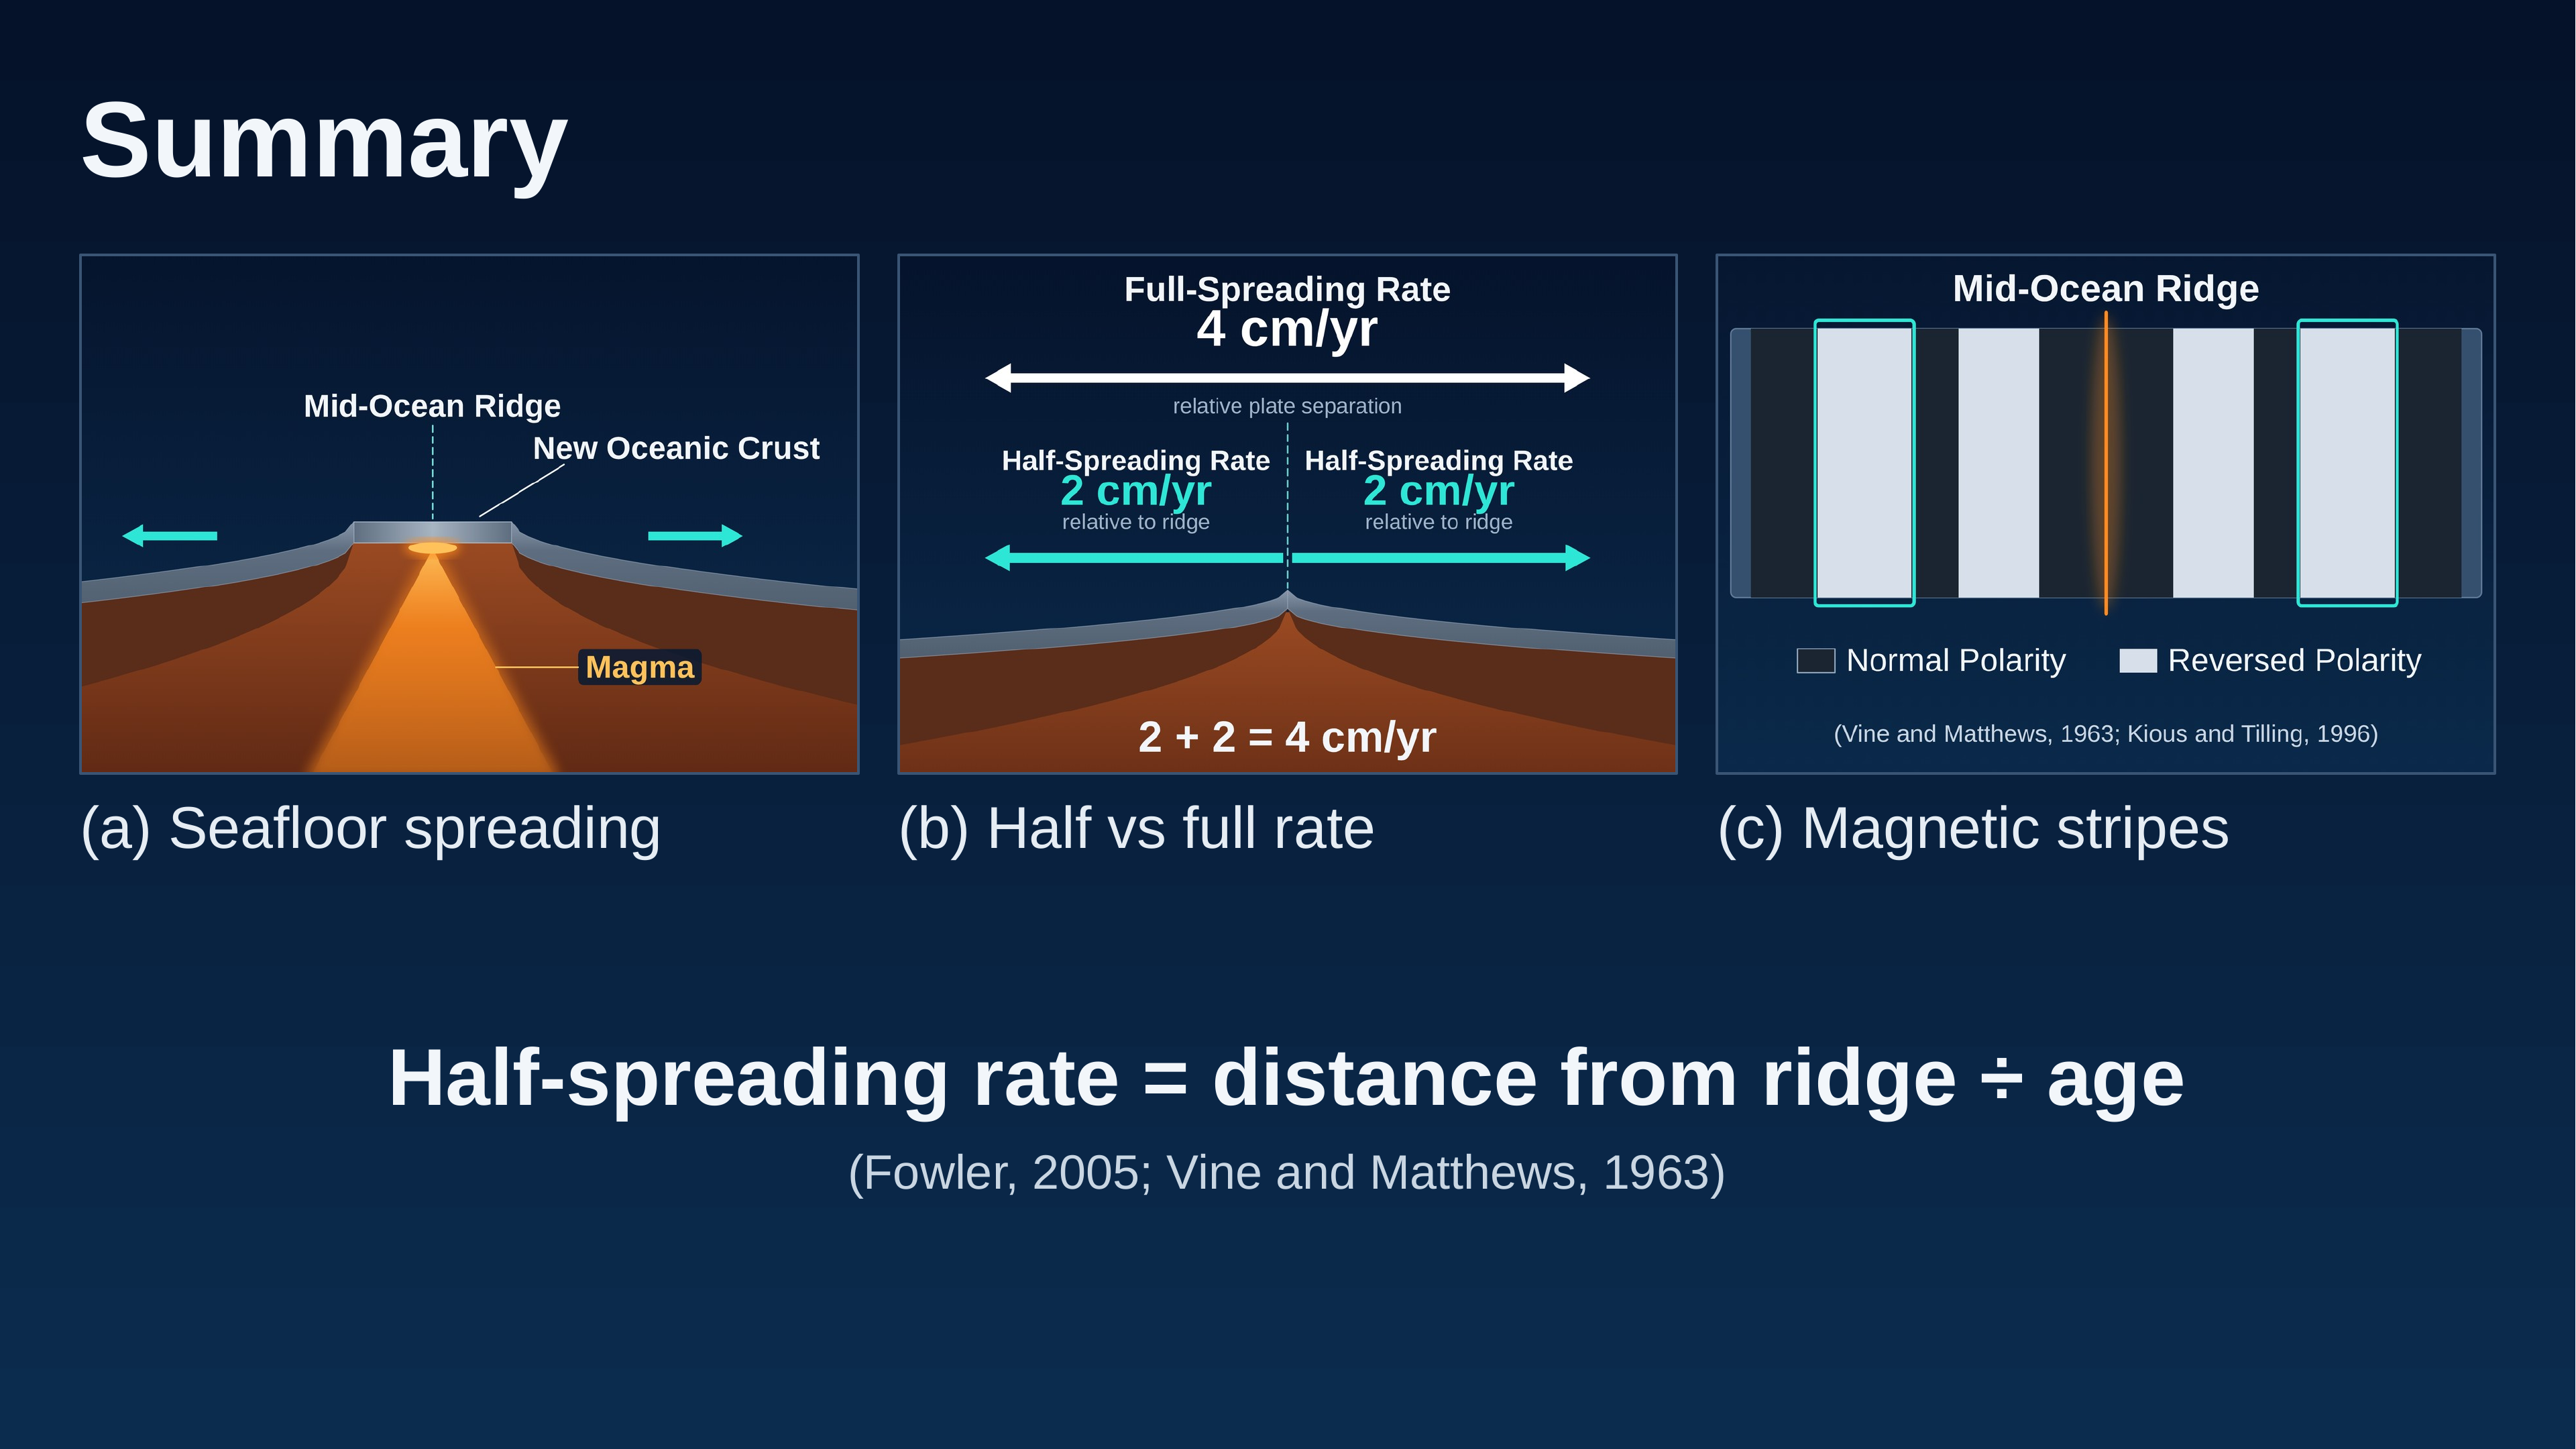 Summary
Mid-Ocean Ridge
New Oceanic Crust
Magma
(a) Seafloor spreading
Full-Spreading Rate
4 cm/yr
relative plate separation
Half-Spreading Rate
2 cm/yr
relative to ridge
Half-Spreading Rate
2 cm/yr
relative to ridge
2 + 2 = 4 cm/yr
(b) Half vs full rate
Mid-Ocean Ridge
Normal Polarity
Reversed Polarity
(Vine and Matthews, 1963; Kious and Tilling, 1996)
(c) Magnetic stripes
Half-spreading rate = distance from ridge ÷ age
(Fowler, 2005; Vine and Matthews, 1963)